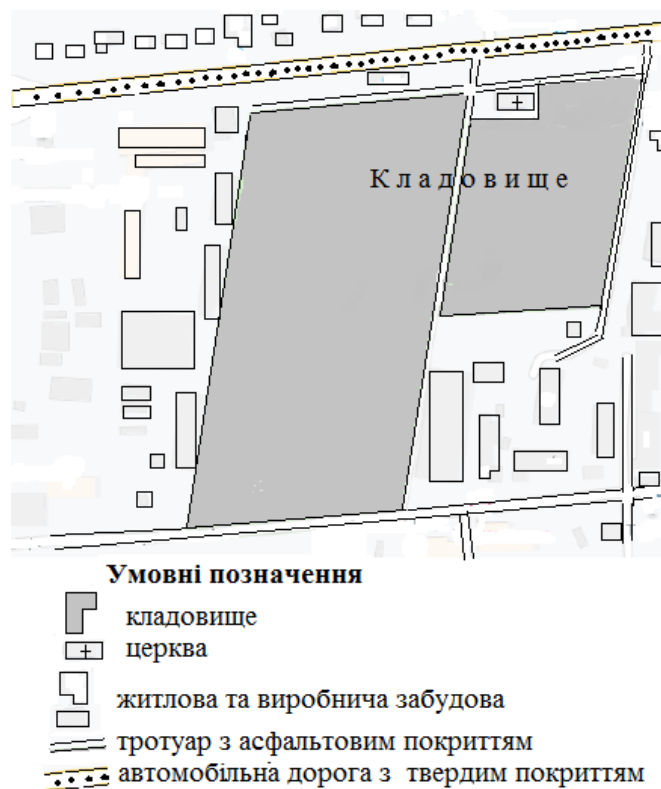 Кладовище
Умовні позначення
кладовище
церква
житлова та виробнича забудова
тротуар з асфальтовим покриттям
автомобільна дорога з твердим покриттям